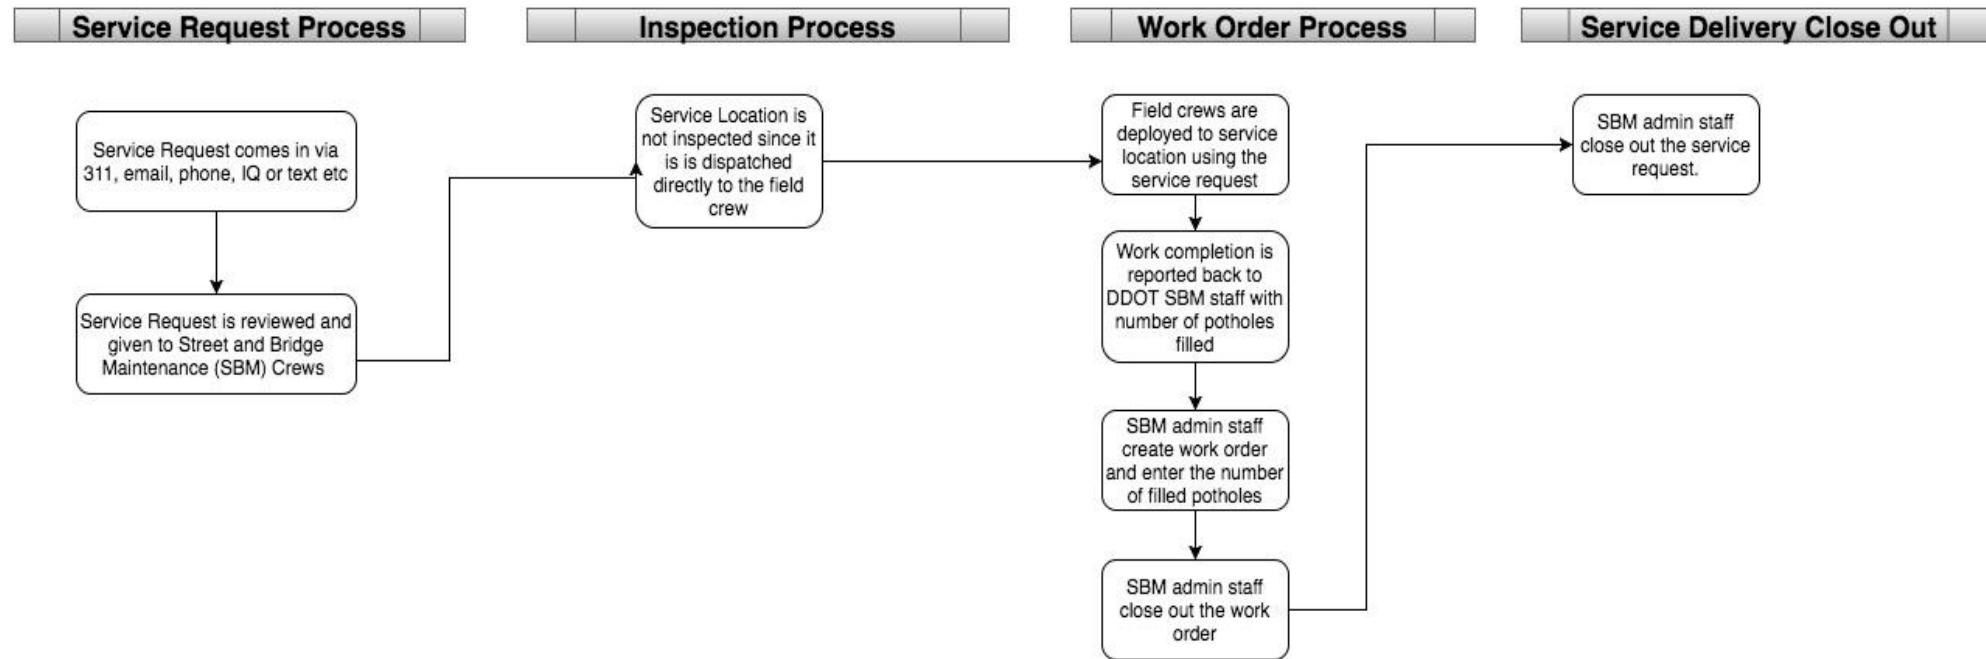 Service Request Process
Inspection Process
Work Order Process
Service Delivery Close Out
Service Request comes in via
311, email, phone, IQ or text etc
Service Request is reviewed and
given to Street and Bridge
Maintenance (SBM) Crews
Service Location is
not inspected since it
is is dispatched
directly to the field
crew
Field crews are
deployed to service
location using the
service request
Work completion is
reported back to
DDOT SBM staff with
number of potholes
filled
SBM admin staff
create work order
and enter the number
of filled potholes
SBM admin staff
close out the work
order
SBM admin staff
close out the service
request.